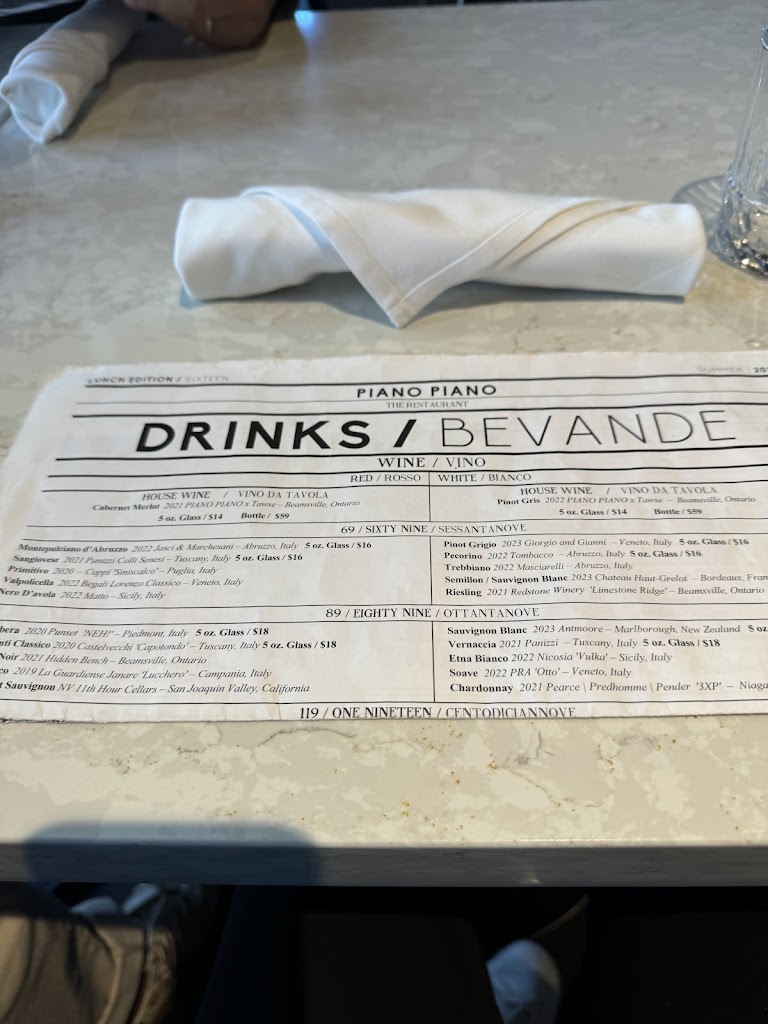 LUNCH EDITION / SIXTEEN
SUMMER
PIANO PIANO
THE RESTAURANT
DRINKS / BEVANDE
WINE / VINO
RED / ROSSO
WHITE / BIANCO
HOUSE WINE / VINO DA TAVOLA
Cabernet Merlot 2021 PIANO PIANO x Tawse – Beamsville, Ontario
5 oz. Glass / $14 Bottle / $59
HOUSE WINE / VINO DA TAVOLA
Pinot Gris 2022 PIANO PIANO x Tawse – Beamsville, Ontario
5 oz. Glass / $14 Bottle / $59
69 / SIXTY NINE / SESSANTANOVE
Montepulciano d'Abruzzo 2022 Jasci & Marchesani – Abruzzo, Italy 5 oz. Glass / $16
Sangiovese 2021 Panizzi Colli Senesi – Tuscany, Italy 5 oz. Glass / $16
Primitivo 2020 – Coppi 'Siniscalco' – Puglia, Italy
Valpolicella 2022 Begali Lorenzo Classico – Veneto, Italy
Nero D'avola 2022 Matto – Sicily, Italy
Pinot Grigio 2023 Giorgio and Gianni – Veneto, Italy 5 oz. Glass / $16
Pecorino 2022 Tombacco – Abruzzo, Italy 5 oz. Glass / $16
Trebbiano 2022 Masciarelli – Abruzzo, Italy
Semillon / Sauvignon Blanc 2023 Chateau Haut-Grelot – Bordeaux, Fran
Riesling 2021 Redstone Winery 'Limestone Ridge' – Beamsville, Ontario
89 / EIGHTY NINE / OTTANTANOVE
bera 2020 Punset 'NEH!' – Piedmont, Italy 5 oz. Glass / $18
nti Classico 2020 Castelvecchi 'Capotondo' – Tuscany, Italy 5 oz. Glass / $18
Noir 2021 Hidden Bench – Beamsville, Ontario
co 2019 La Guardiense Janare 'Lucchero' – Campania, Italy
t Sauvignon NV 11th Hour Cellars – San Joaquin Valley, California
Sauvignon Blanc 2023 Antmoore – Marlborough, New Zealand 5 oz
Vernaccia 2021 Panizzi – Tuscany, Italy 5 oz. Glass / $18
Etna Bianco 2022 Nicosia 'Vulka' – Sicily, Italy
Soave 2022 PRA 'Otto' – Veneto, Italy
Chardonnay 2021 Pearce \ Predhomme \ Pender '3XP' – Niaga
119 / ONE NINETEEN / CENTODICIANNOVE